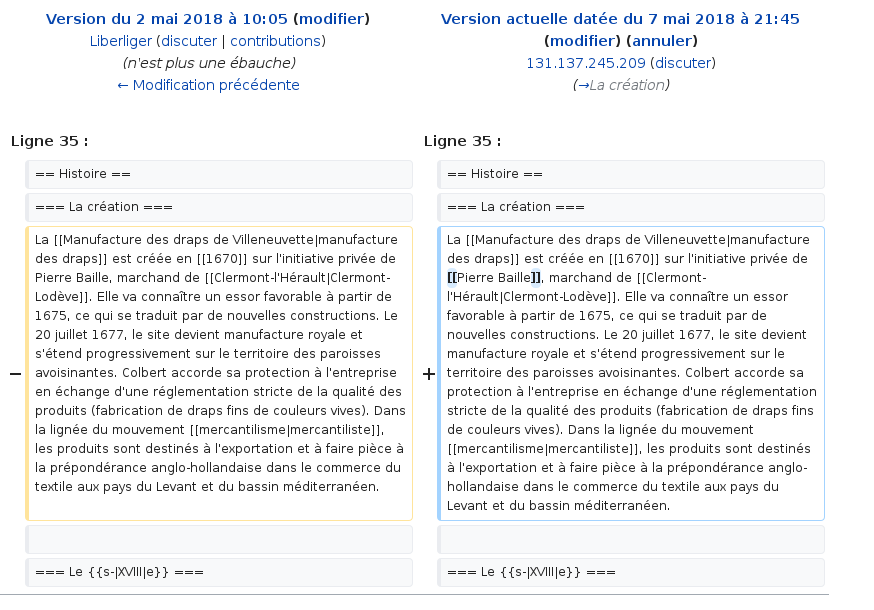 Version du 2 mai 2018 à 10:05 (modifier)
Liberliger (discuter | contributions)
(n'est plus une ébauche)
← Modification précédente
Version actuelle datée du 7 mai 2018 à 21:45
(modifier) (annuler)
131.137.245.209 (discuter)
(→La création)
Ligne 35 :
Ligne 35 :
== Histoire ==
== Histoire ==
=== La création ===
=== La création ===
−
La [[Manufacture des draps de Villeneuvette|manufacture
des draps]] est créée en [[1670]] sur l'initiative privée de
Pierre Baille, marchand de [[Clermont-l'Hérault|Clermont-
Lodève]]. Elle va connaître un essor favorable à partir de
1675, ce qui se traduit par de nouvelles constructions. Le
20 juillet 1677, le site devient manufacture royale et
s'étend progressivement sur le territoire des paroisses
avoisinantes. Colbert accorde sa protection à l'entreprise
en échange d'une réglementation stricte de la qualité des
produits (fabrication de draps fins de couleurs vives). Dans
la lignée du mouvement [[mercantilisme|mercantiliste]],
les produits sont destinés à l'exportation et à faire pièce à
la prépondérance anglo-hollandaise dans le commerce du
textile aux pays du Levant et du bassin méditerranéen.
+
La [[Manufacture des draps de Villeneuvette|manufacture
des draps]] est créée en [[1670]] sur l'initiative privée de
[[Pierre Baille]], marchand de [[Clermont-
l'Hérault|Clermont-Lodève]]. Elle va connaître un essor
favorable à partir de 1675, ce qui se traduit par de
nouvelles constructions. Le 20 juillet 1677, le site devient
manufacture royale et s'étend progressivement sur le
territoire des paroisses avoisinantes. Colbert accorde sa
protection à l'entreprise en échange d'une réglementation
stricte de la qualité des produits (fabrication de draps fins
de couleurs vives). Dans la lignée du mouvement
[[mercantilisme|mercantiliste]], les produits sont destinés
à l'exportation et à faire pièce à la prépondérance anglo-
hollandaise dans le commerce du textile aux pays du
Levant et du bassin méditerranéen.
=== Le {{s-|XVIII|e}} ===
=== Le {{s-|XVIII|e}} ===